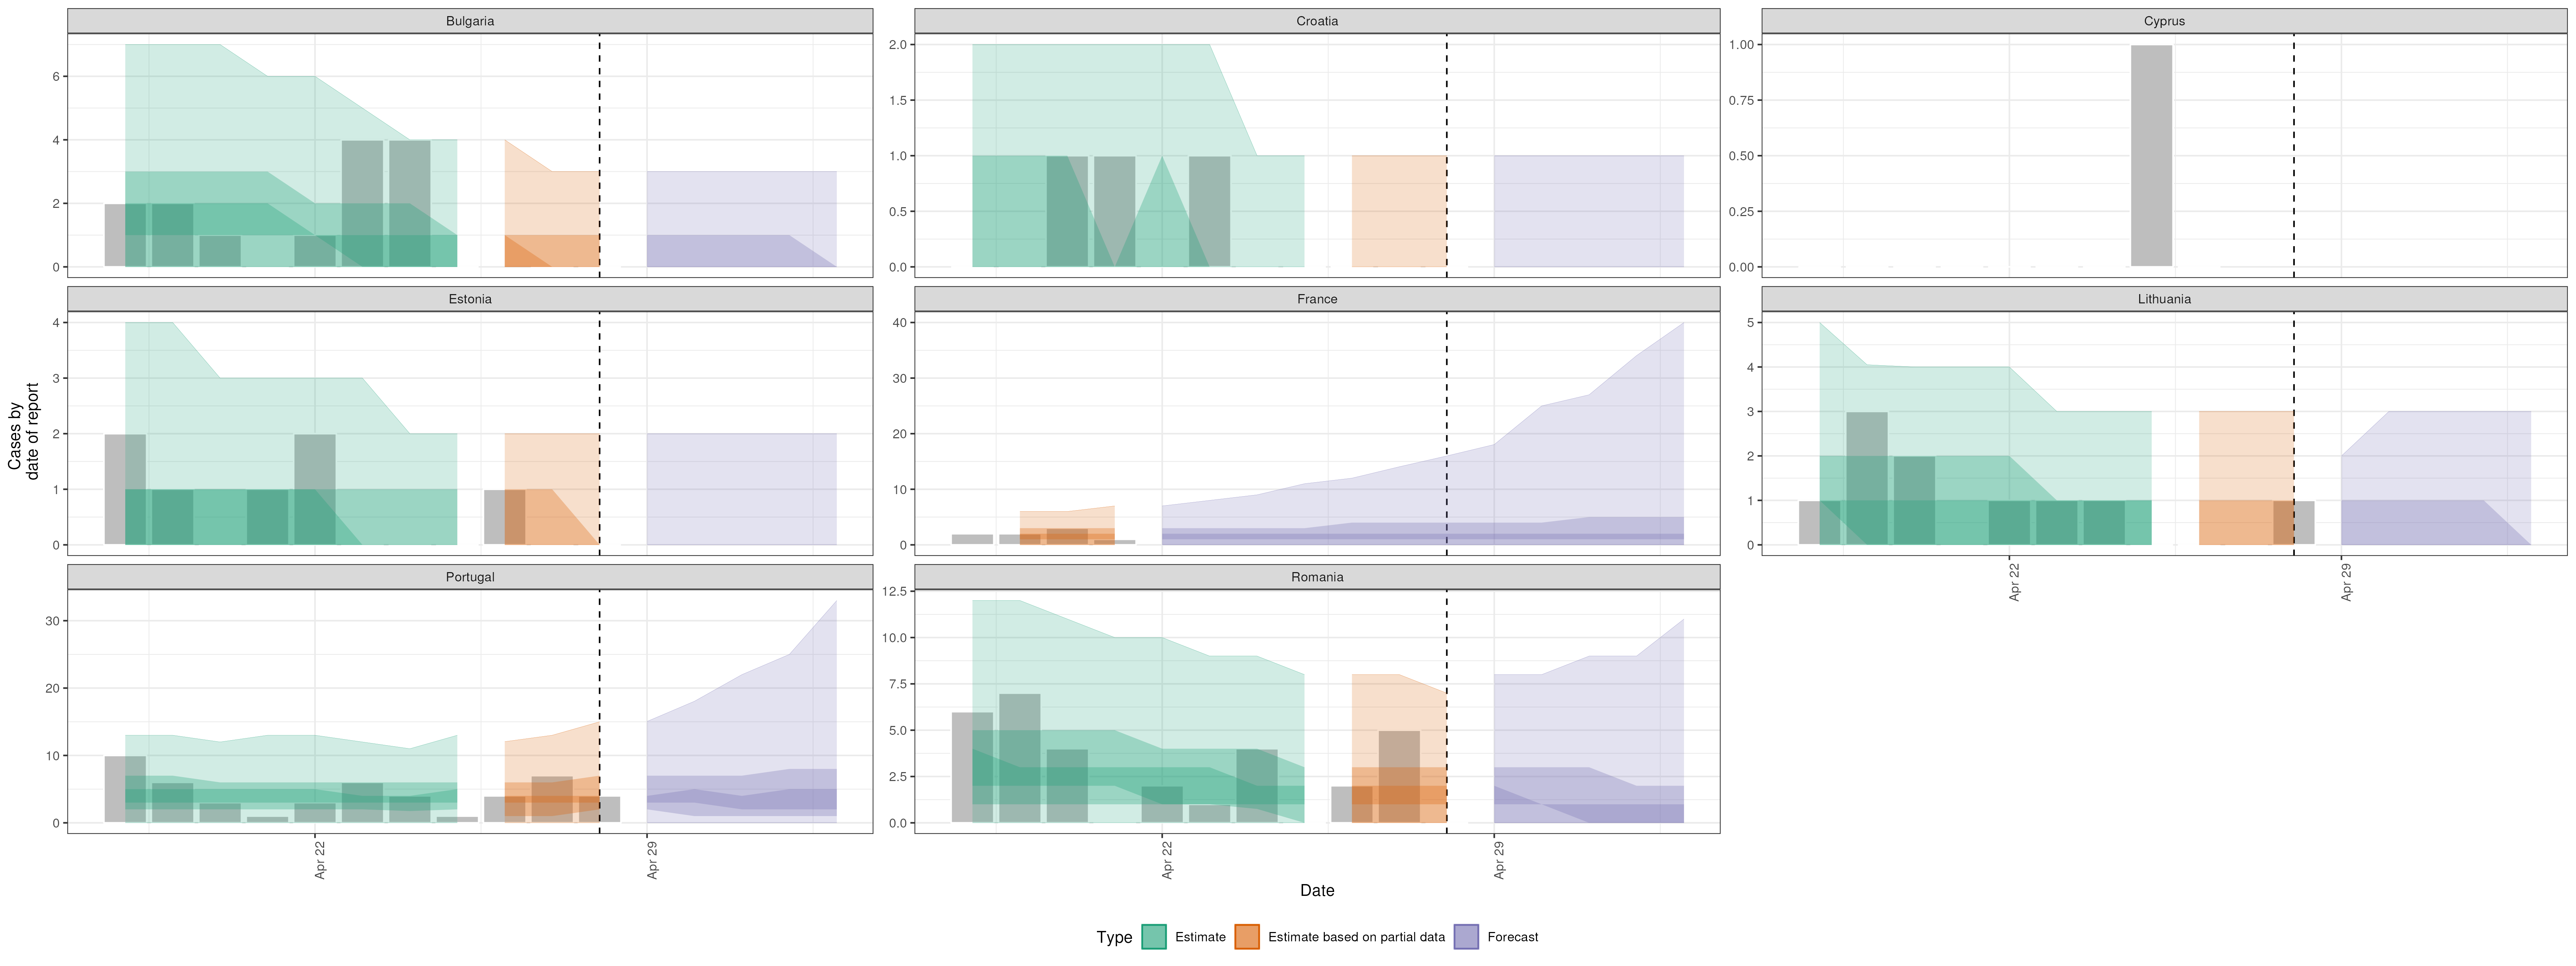 Bulgaria
Croatia
Cyprus
6
4
2
0
2.0
1.5
1.0
0.5
0.0
1.00
0.75
0.50
0.25
0.00
Estonia
France
Lithuania
4
3
2
1
0
40
30
20
10
0
5
4
3
2
1
0
Apr 22
Apr 29
Cases by
date of report
Portugal
Romania
30
20
10
0
12.5
10.0
7.5
5.0
2.5
0.0
Apr 22
Apr 29
Apr 22
Apr 29
Date
Type
Estimate
Estimate based on partial data
Forecast